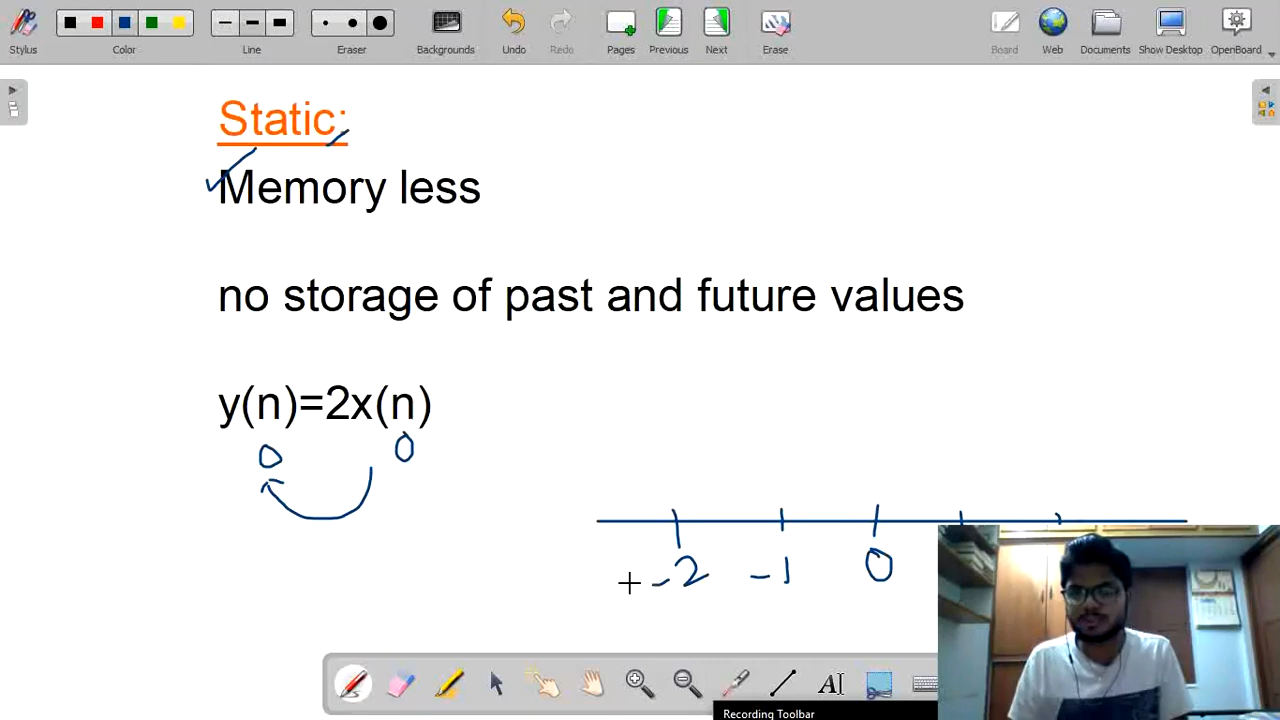 Stylus Color Line Eraser Backgrounds Undo Redo Pages Previous Next Erase Board Web Documents Show Desktop OpenBoard
Static:
Memory less
no storage of past and future values
y(n)=2x(n)
0 0
-2 -1 0
Recording Toolbar